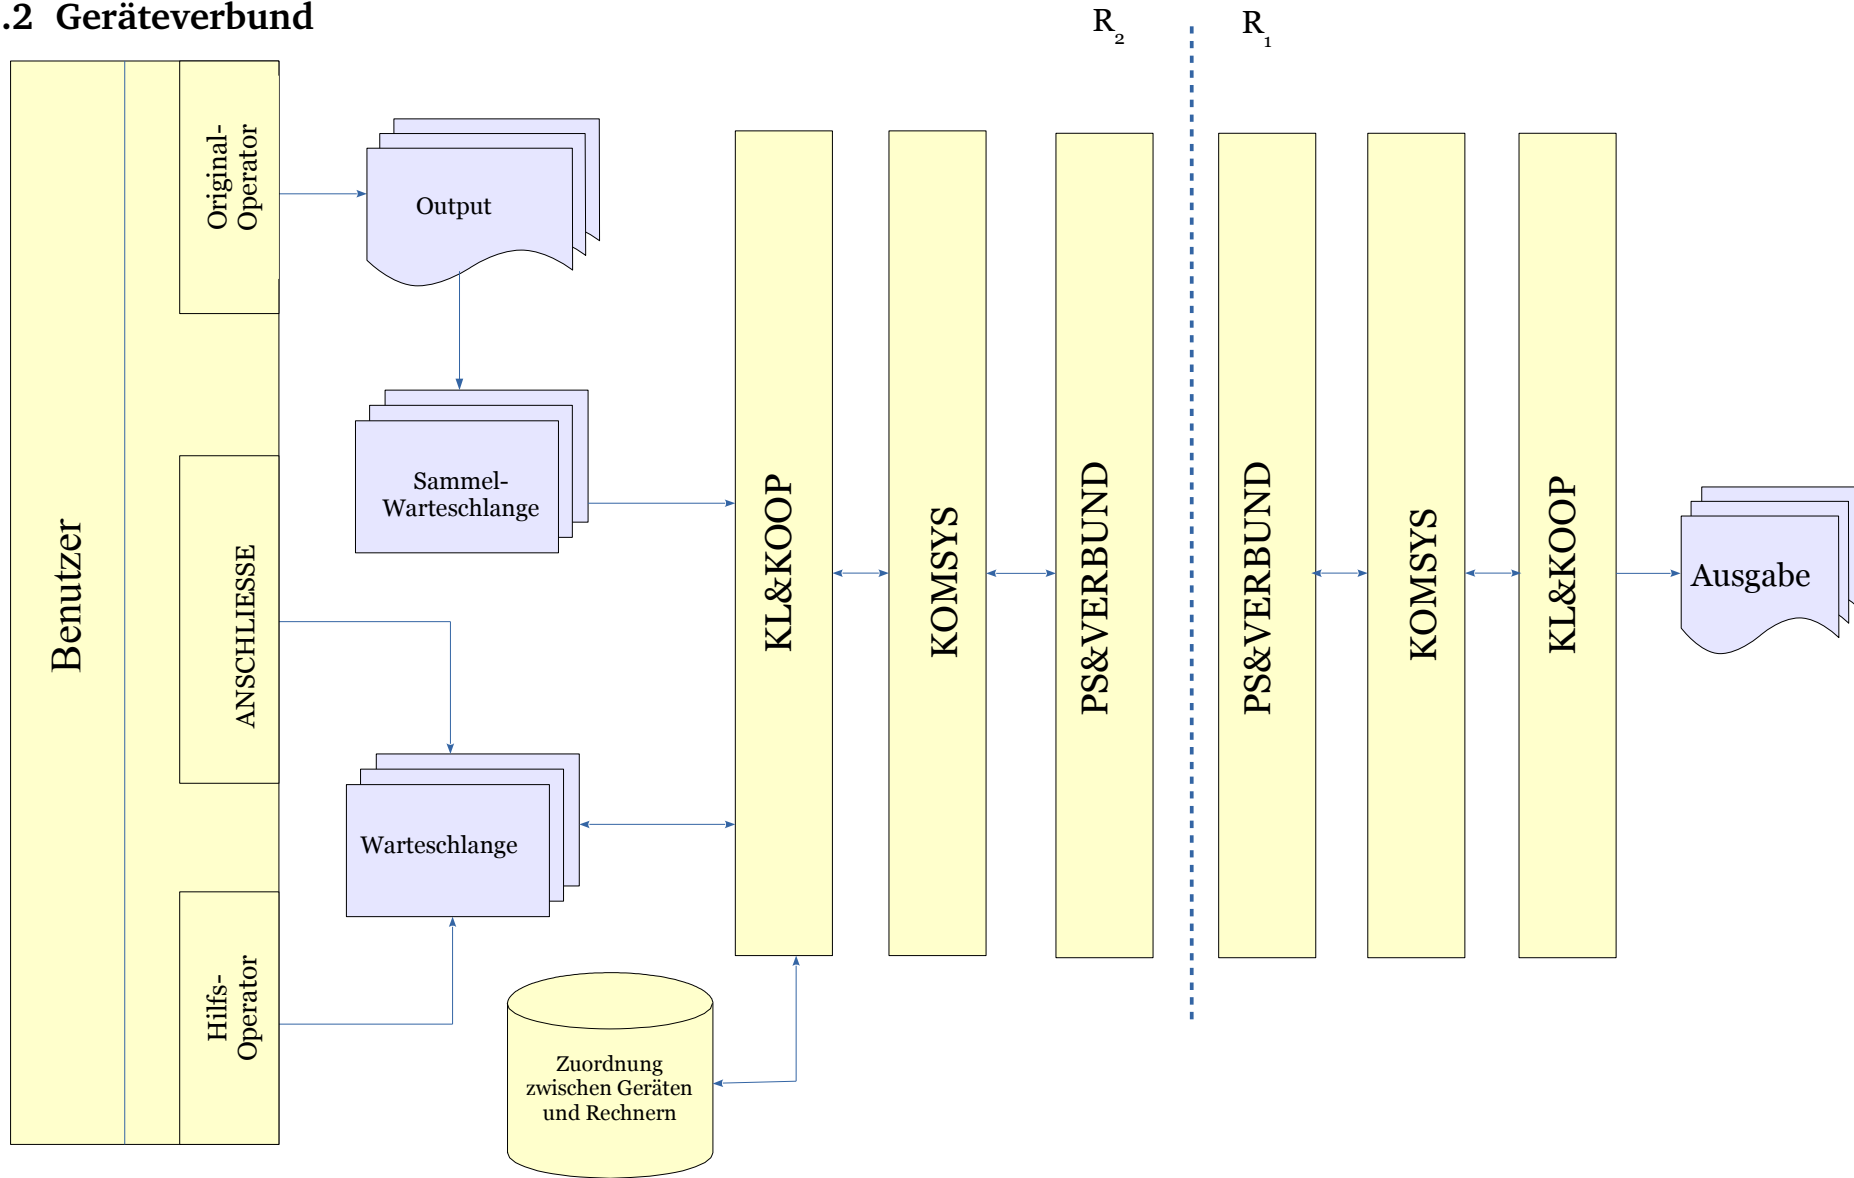 .2 Geräteverbund
R₂
R₁
Benutzer
Original-
Operator
ANSCHLIESSE
Hilfs-
Operator
Output
Sammel-
Warteschlange
Warteschlange
Zuordnung
zwischen Geräten
und Rechnern
KL&KOOP
KOMSYS
PS&VERBUND
PS&VERBUND
KOMSYS
KL&KOOP
Ausgabe